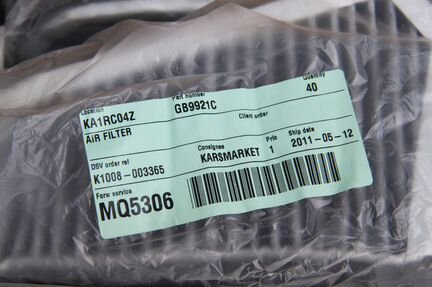 Location Part number Quantity
KA1RC04Z GB9921C 40
AIR FILTER Client order
DSV order ref Consignee Prio Ship date
K1008-003365 KARSMARKET 1 2011-05-12
Forw service
MQ5306